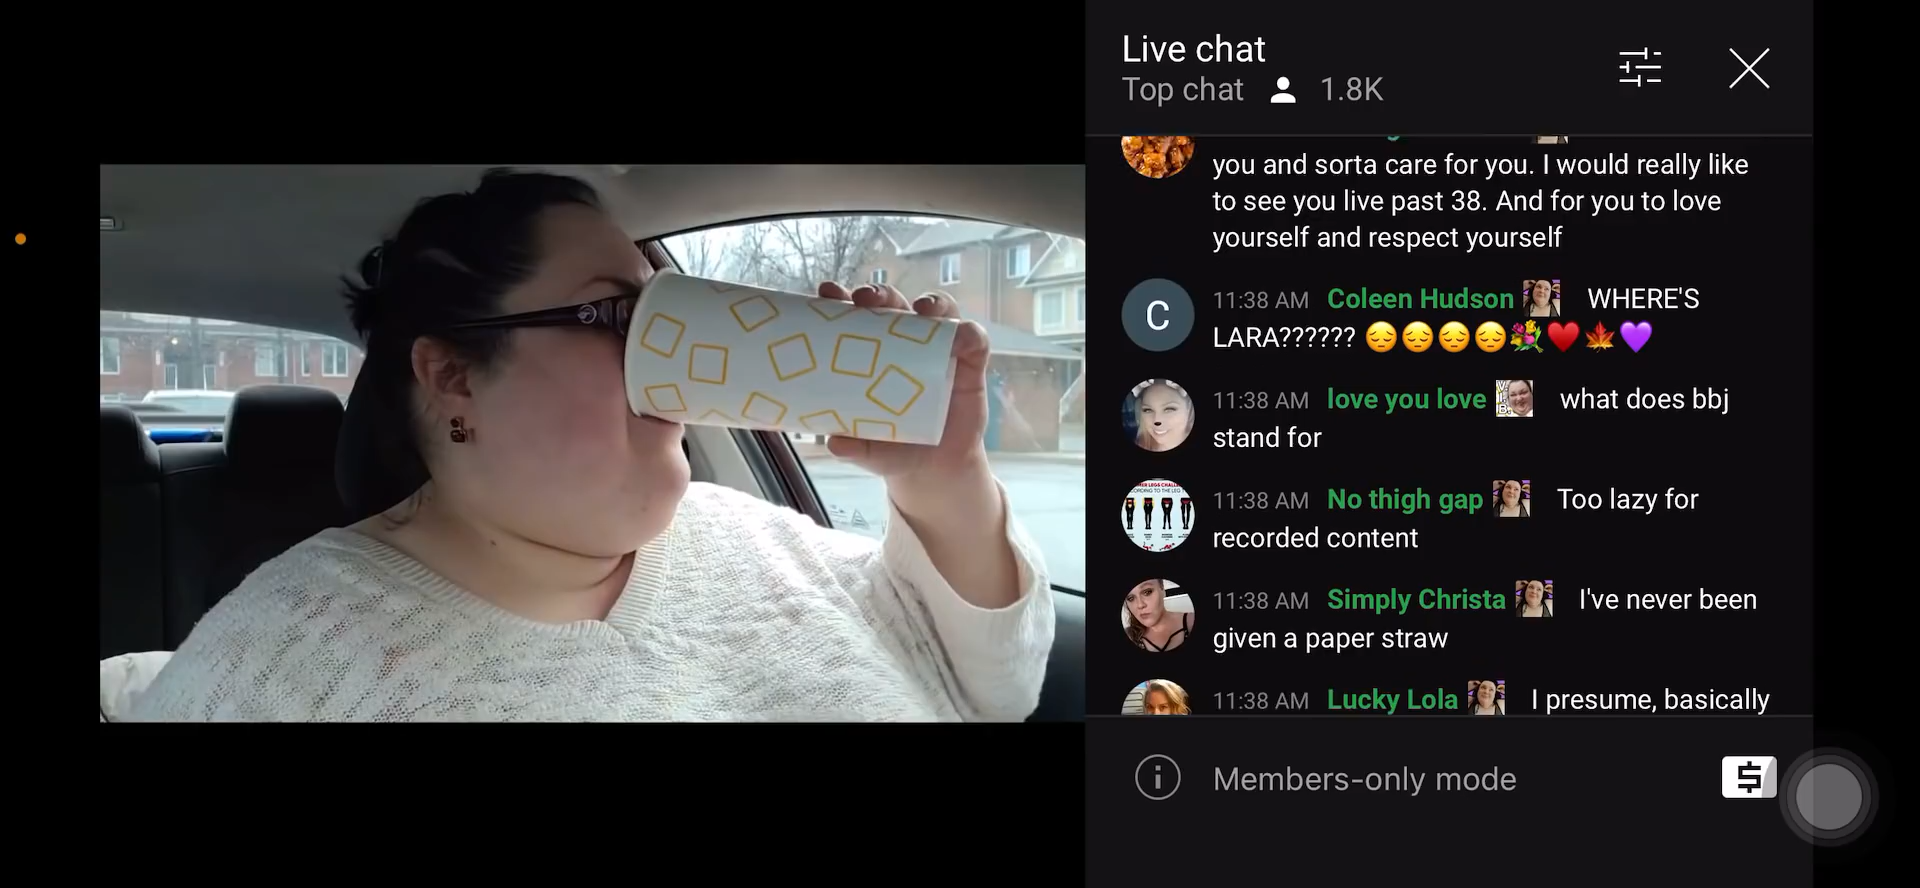 Live chat
Top chat 1.8K
you and sorta care for you. I would really like
to see you live past 38. And for you to love
yourself and respect yourself
11:38 AM Coleen Hudson WHERE'S
LARA?????? 😔😔😔😔💐❤️🍁💜
C
11:38 AM love you love what does bbj
stand for
11:38 AM No thigh gap Too lazy for
recorded content
11:38 AM Simply Christa I've never been
given a paper straw
11:38 AM Lucky Lola I presume, basically
Members-only mode